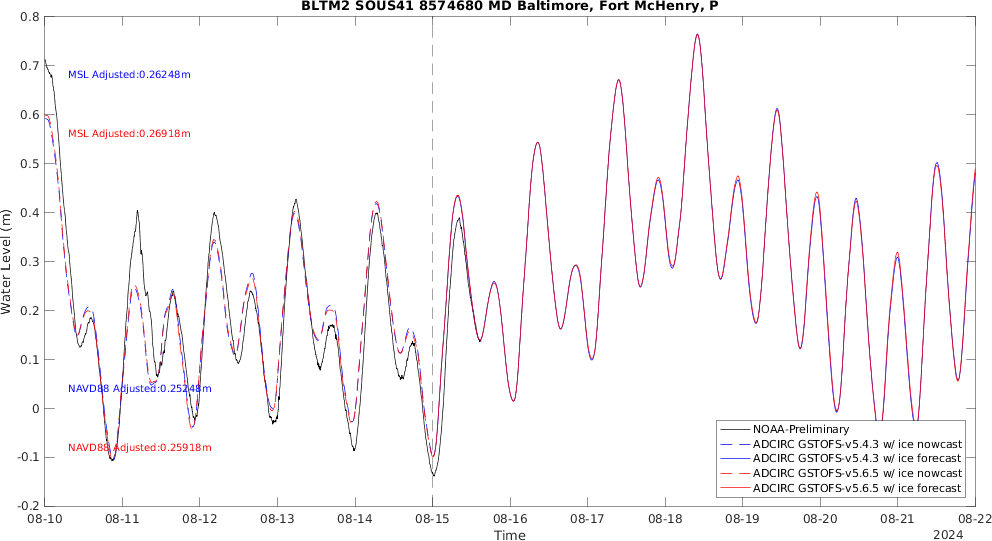 BLTM2 SOUS41 8574680 MD Baltimore, Fort McHenry, P
Water Level (m)
0.8
0.7
0.6
0.5
0.4
0.3
0.2
0.1
0
-0.1
-0.2
MSL Adjusted:0.26248m
MSL Adjusted:0.26918m
NAVD88 Adjusted:0.25248m
NAVD88 Adjusted:0.25918m
NOAA-Preliminary
ADCIRC GSTOFS-v5.4.3 w/ ice nowcast
ADCIRC GSTOFS-v5.4.3 w/ ice forecast
ADCIRC GSTOFS-v5.6.5 w/ ice nowcast
ADCIRC GSTOFS-v5.6.5 w/ ice forecast
08-10 08-11 08-12 08-13 08-14 08-15 08-16 08-17 08-18 08-19 08-20 08-21 08-22
Time
2024